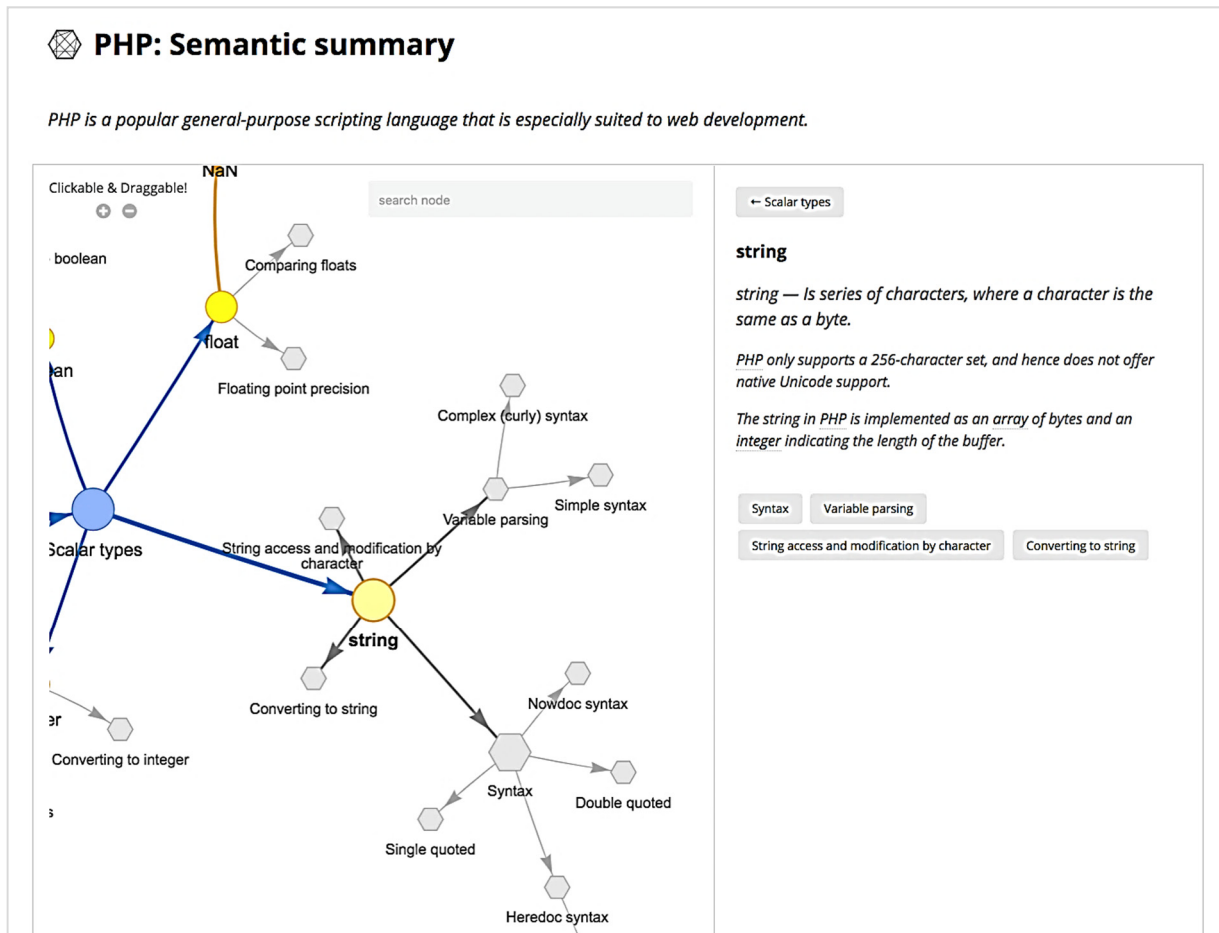 PHP: Semantic summary
PHP is a popular general-purpose scripting language that is especially suited to web development.
NaN
Clickable & Draggable!
search node
boolean
Comparing floats
float
ean
Floating point precision
Complex (curly) syntax
Simple syntax
Variable parsing
Scalar types
String access and modification by
character
string
Nowdoc syntax
Converting to string
er
Converting to integer
Syntax
Double quoted
s
Single quoted
Heredoc syntax
← Scalar types
string
string — Is series of characters, where a character is the
same as a byte.
PHP only supports a 256-character set, and hence does not offer
native Unicode support.
The string in PHP is implemented as an array of bytes and an
integer indicating the length of the buffer.
Syntax Variable parsing
String access and modification by character Converting to string